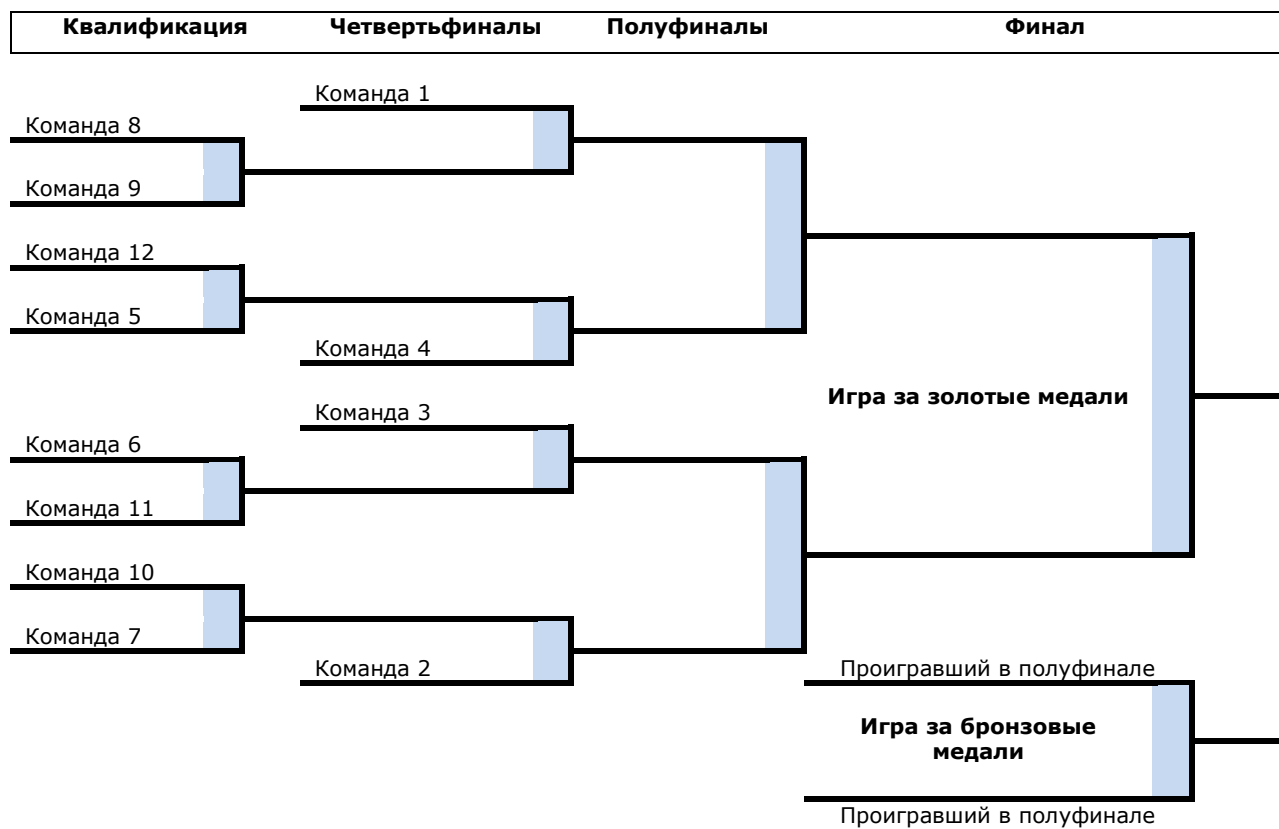 Квалификация Четвертьфиналы Полуфиналы Финал
Команда 1
Команда 8
Команда 9
Команда 12
Команда 5
Команда 4
Игра за золотые медали
Команда 3
Команда 6
Команда 11
Команда 10
Команда 7
Команда 2
Проигравший в полуфинале
Игра за бронзовые
медали
Проигравший в полуфинале